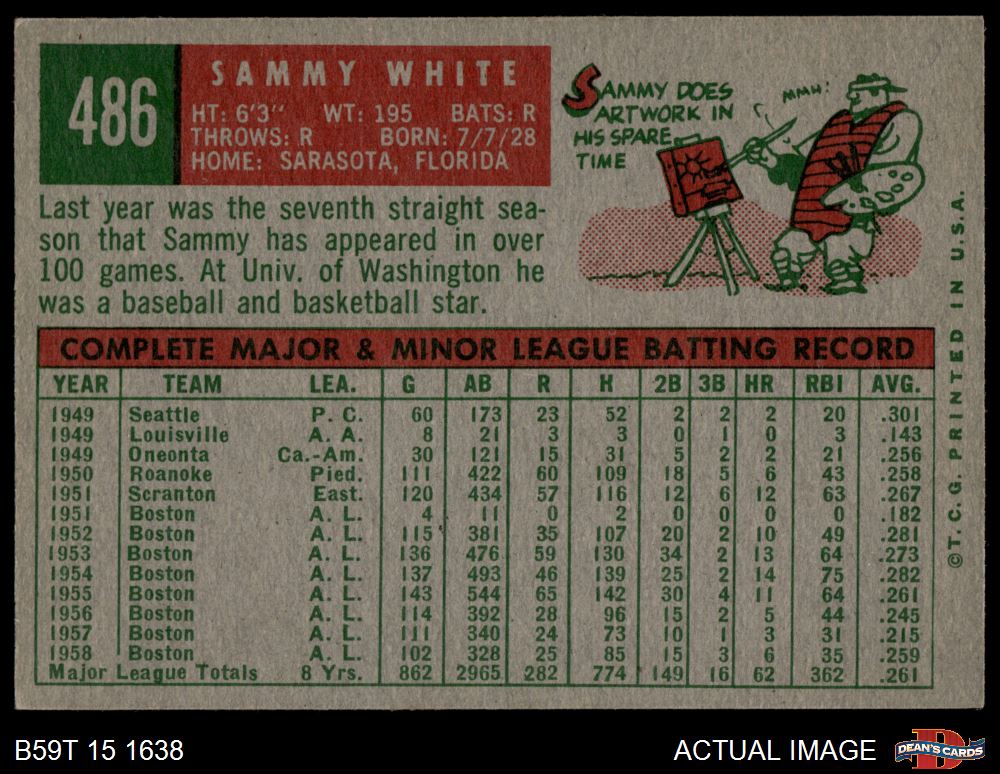 486
SAMMY WHITE
HT: 6'3" WT: 195 BATS: R
THROWS: R BORN: 7/7/28
HOME: SARASOTA, FLORIDA
SAMMY DOES
ARTWORK IN
HIS SPARE
TIME
MMH!
Last year was the seventh straight sea-
son that Sammy has appeared in over
100 games. At Univ. of Washington he
was a baseball and basketball star.
COMPLETE MAJOR & MINOR LEAGUE BATTING RECORD
YEAR TEAM LEA. G AB R H 2B 3B HR RBI AVG.
1949 Seattle P. C. 60 173 23 52 2 2 2 20 .301
1949 Louisville A. A. 8 21 3 3 0 1 0 3 .143
1949 Oneonta Ca.-Am. 30 121 15 31 5 2 2 21 .256
1950 Roanoke Pied. 111 422 60 109 18 5 6 43 .258
1951 Scranton East. 120 434 57 116 12 6 12 63 .267
1951 Boston A. L. 4 11 0 2 0 0 0 0 .182
1952 Boston A. L. 115 381 35 107 20 2 10 49 .281
1953 Boston A. L. 136 476 59 130 34 2 13 64 .273
1954 Boston A. L. 137 493 46 139 25 2 14 75 .282
1955 Boston A. L. 143 544 65 142 30 4 11 64 .261
1956 Boston A. L. 114 392 28 96 15 2 5 44 .245
1957 Boston A. L. 111 340 24 73 10 1 3 31 .215
1958 Boston A. L. 102 328 25 85 15 3 6 35 .259
Major League Totals 8 Yrs. 862 2965 282 774 149 16 62 362 .261
©T. C. G. PRINTED IN U.S.A.
B59T 15 1638
ACTUAL IMAGE
D
DEAN'S CARDS